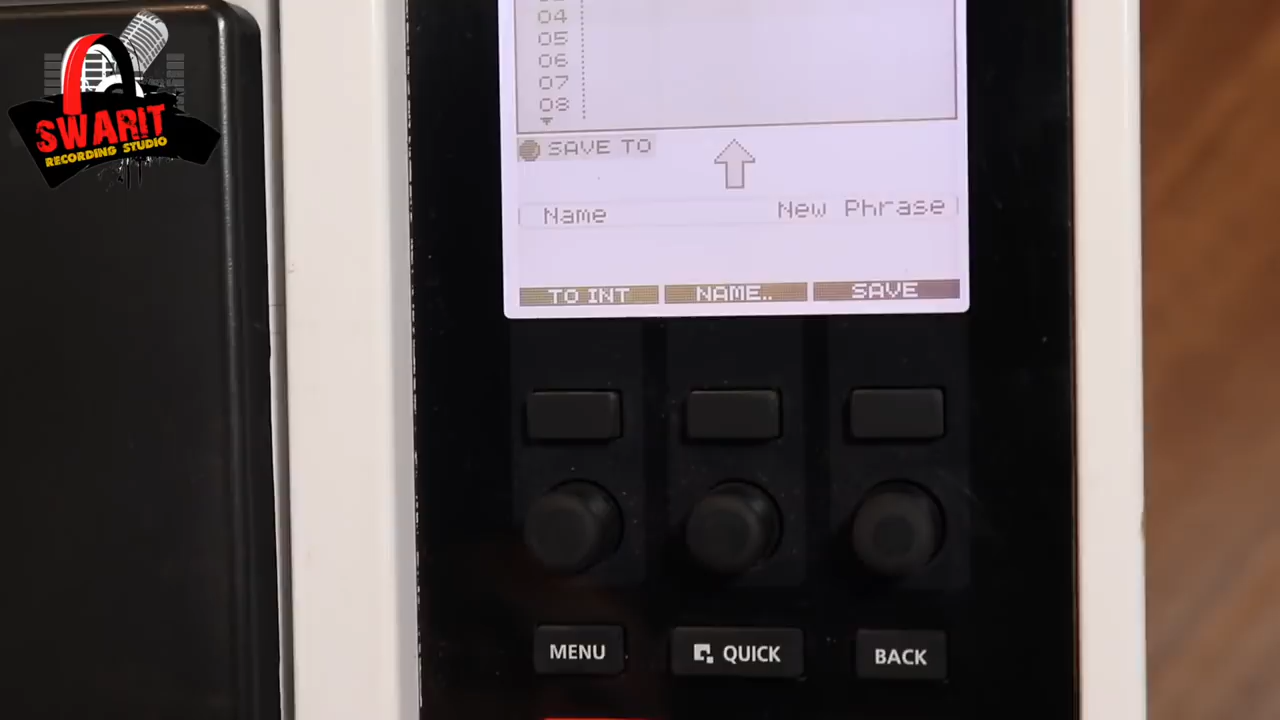 SWARIT
RECORDING STUDIO
04
05
06
07
08
SAVE TO
Name New Phrase
TO INT NAME.. SAVE
MENU QUICK BACK